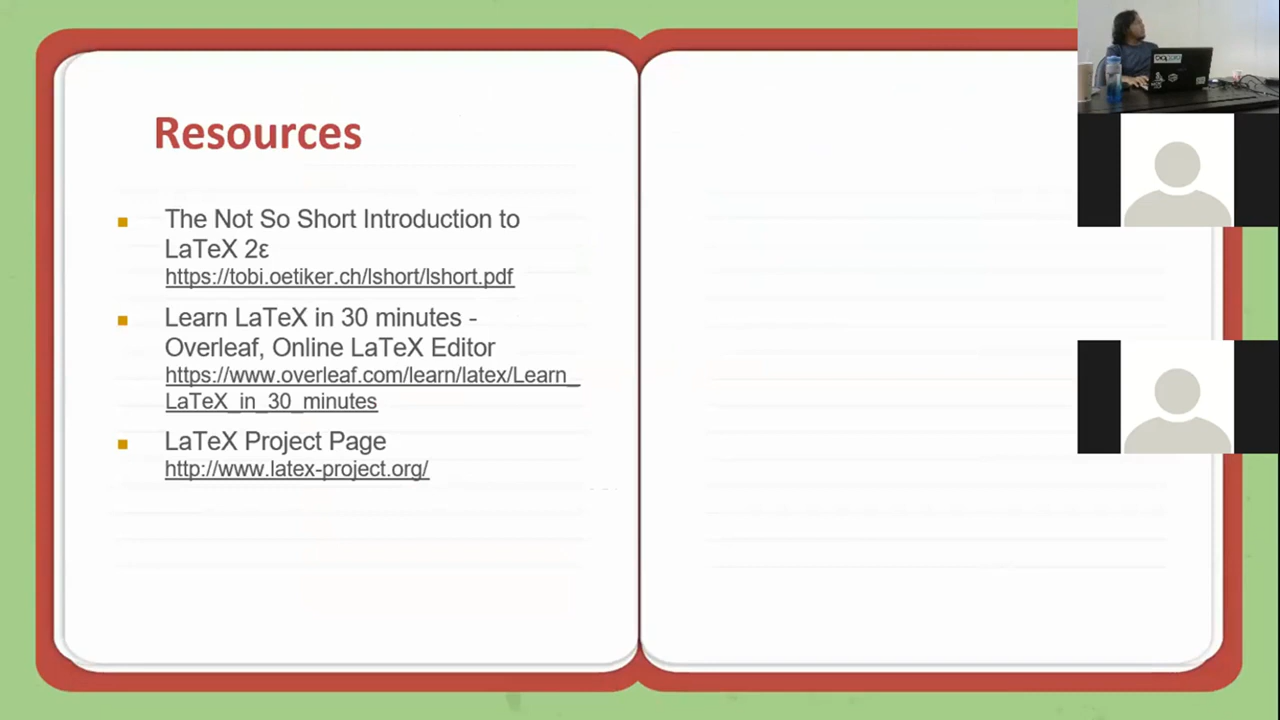 Resources
The Not So Short Introduction to
LaTeX 2ε
https://tobi.oetiker.ch/lshort/lshort.pdf
Learn LaTeX in 30 minutes -
Overleaf, Online LaTeX Editor
https://www.overleaf.com/learn/latex/Learn_
LaTeX_in_30_minutes
LaTeX Project Page
http://www.latex-project.org/